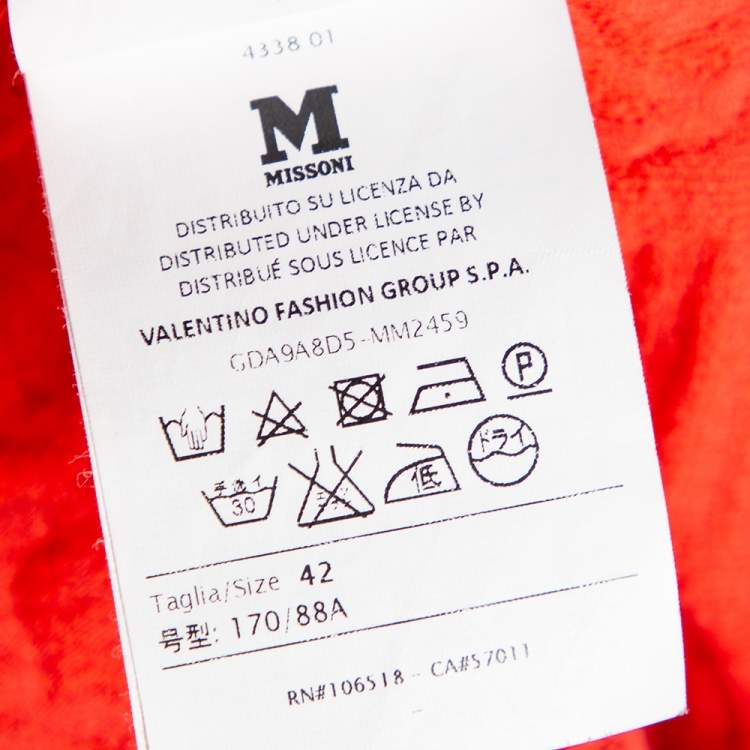 4338 01
M
MISSONI
DISTRIBUITO SU LICENZA DA
DISTRIBUTED UNDER LICENSE BY
DISTRIBUÉ SOUS LICENCE PAR
VALENTINO FASHION GROUP S.P.A.
GDA9A8D5-MM2459
P
手洗イ 30 低 ドライ
Taglia/Size 42
号型: 170/88A
RN#106518 - CA#57011